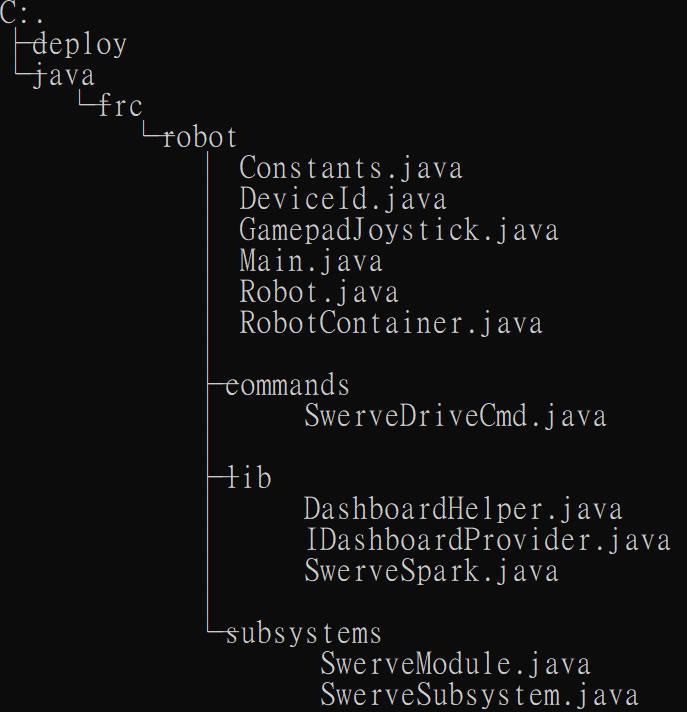 C:.
├─deploy
└─java
    └─frc
        └─robot
            │  Constants.java
            │  DeviceId.java
            │  GamepadJoystick.java
            │  Main.java
            │  Robot.java
            │  RobotContainer.java
            │
            ├─commands
            │      SwerveDriveCmd.java
            │
            ├─lib
            │      DashboardHelper.java
            │      IDashboardProvider.java
            │      SwerveSpark.java
            │
            └─subsystems
                    SwerveModule.java
                    SwerveSubsystem.java